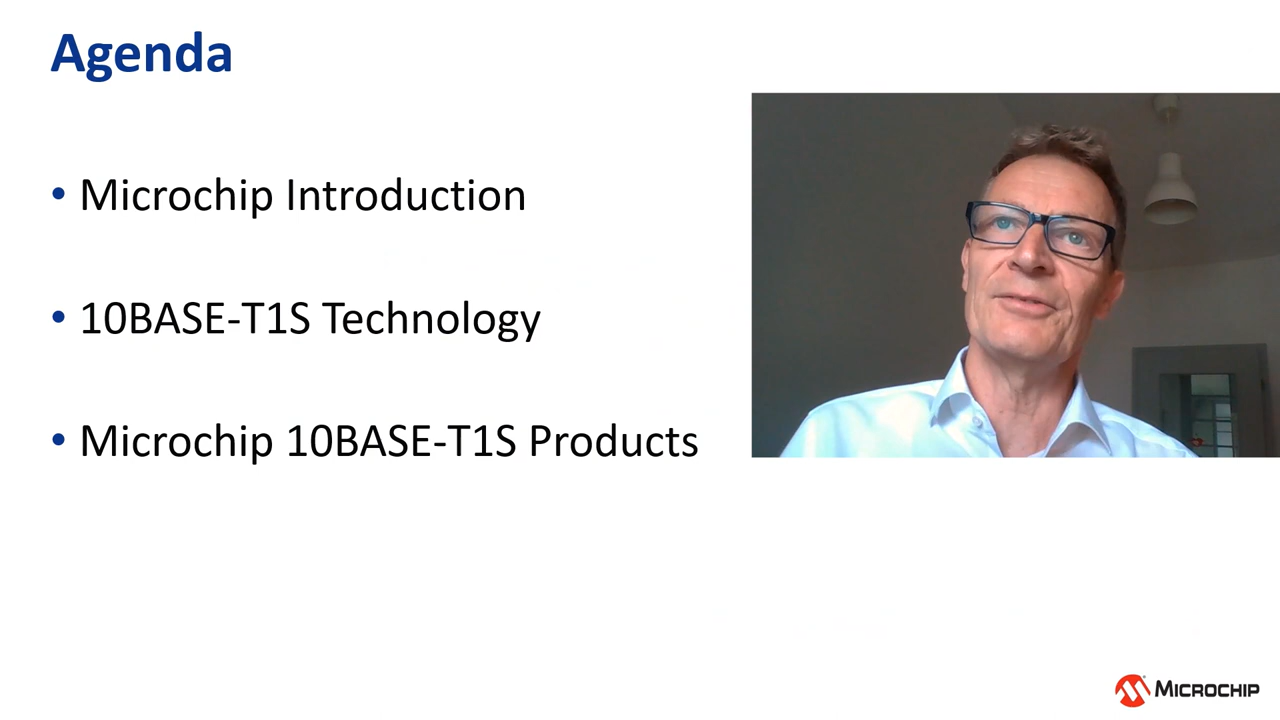 Agenda
• Microchip Introduction
• 10BASE-T1S Technology
• Microchip 10BASE-T1S Products
MICROCHIP